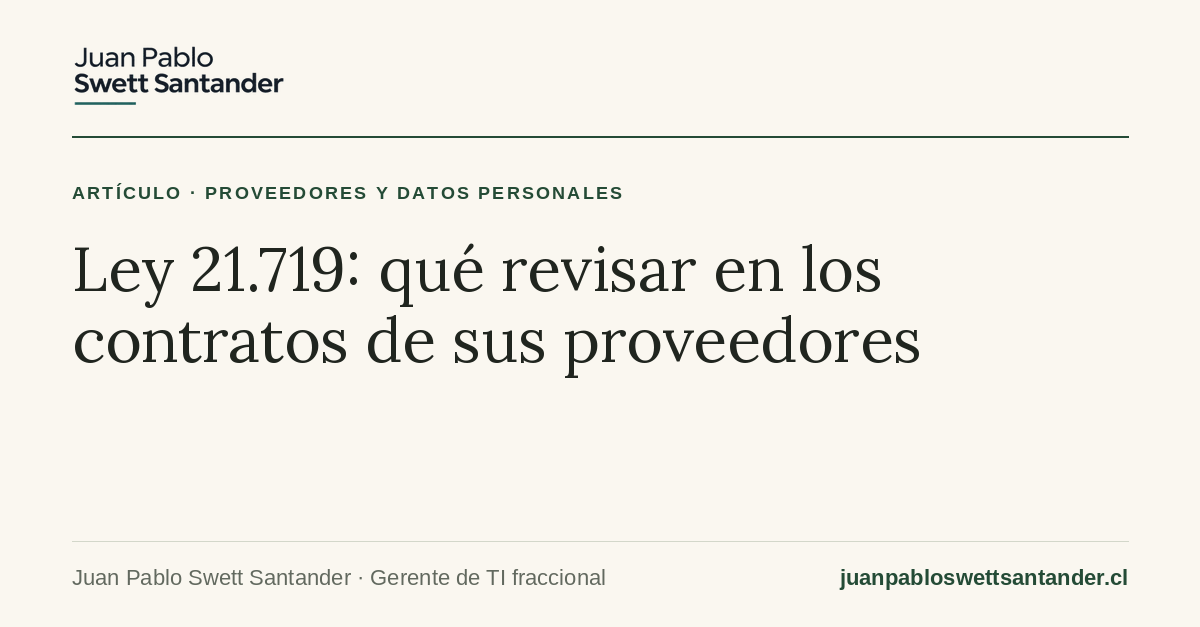 Juan Pablo
Swett Santander
ARTÍCULO · PROVEEDORES Y DATOS PERSONALES
Ley 21.719: qué revisar en los
contratos de sus proveedores
Juan Pablo Swett Santander · Gerente de TI fraccional
juanpabloswettsantander.cl